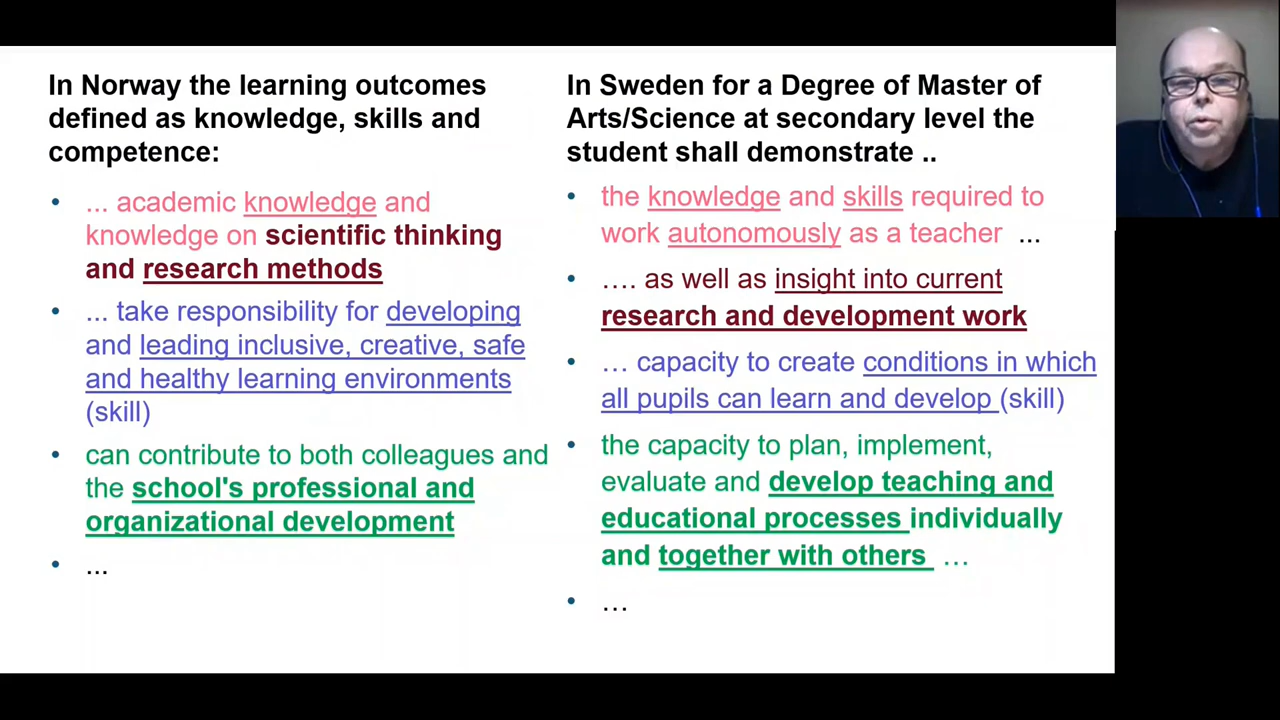 In Norway the learning outcomes
defined as knowledge, skills and
competence:
• ... academic knowledge and
knowledge on scientific thinking
and research methods
• ... take responsibility for developing
and leading inclusive, creative, safe
and healthy learning environments
(skill)
• can contribute to both colleagues and
the school's professional and
organizational development
• ...
In Sweden for a Degree of Master of
Arts/Science at secondary level the
student shall demonstrate ..
• the knowledge and skills required to
work autonomously as a teacher ...
• …. as well as insight into current
research and development work
• … capacity to create conditions in which
all pupils can learn and develop (skill)
• the capacity to plan, implement,
evaluate and develop teaching and
educational processes individually
and together with others …
• …